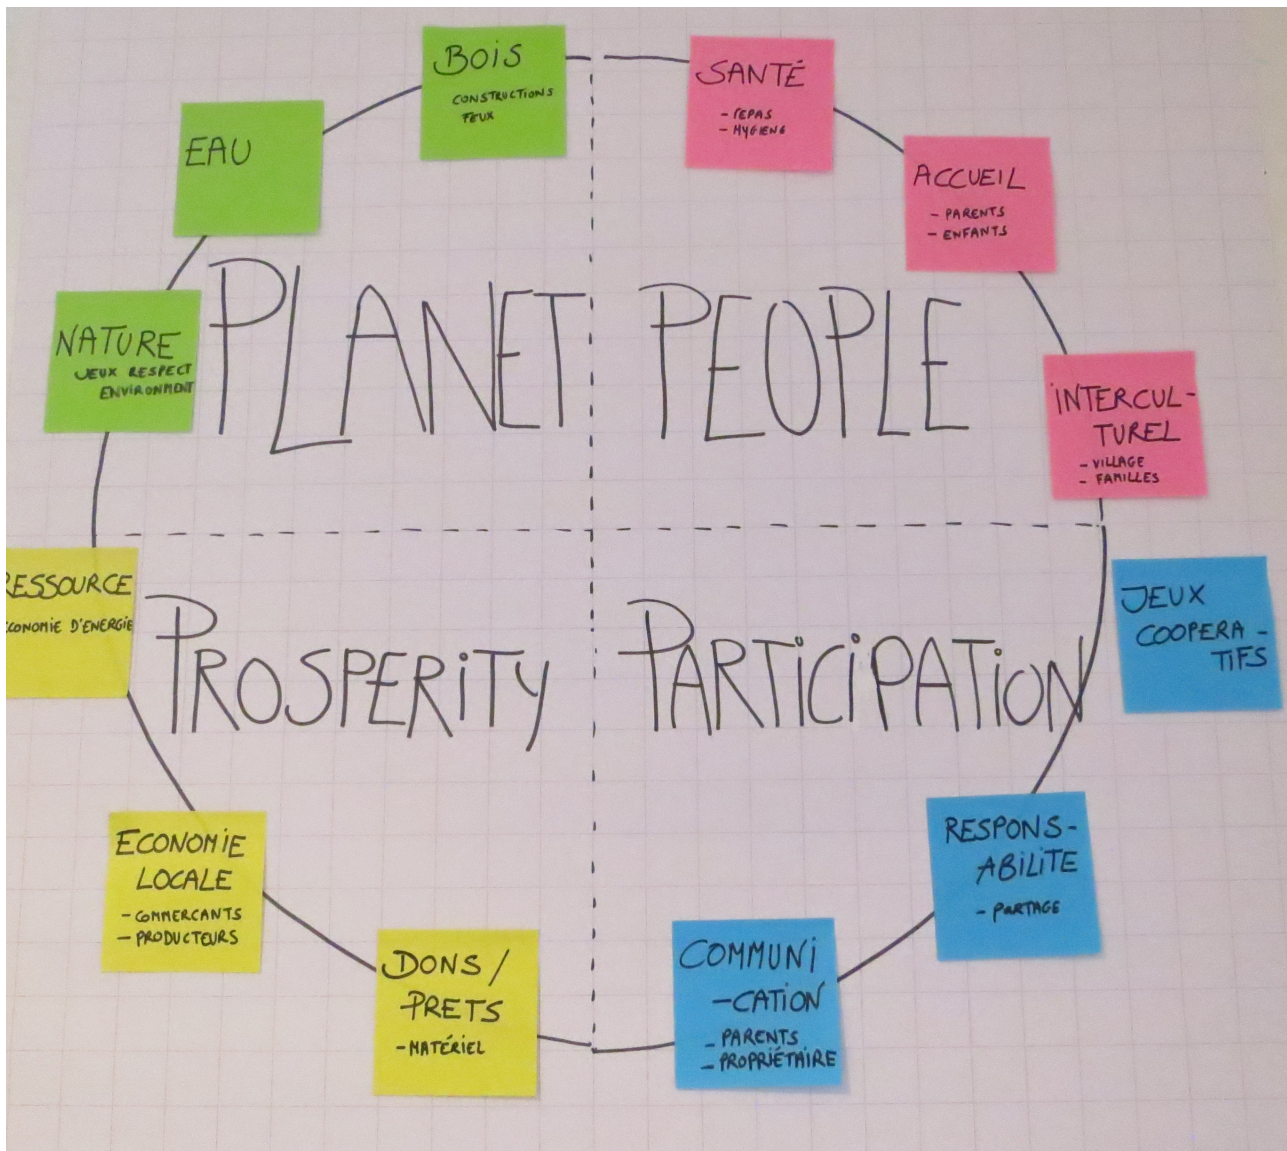 BOIS
CONSTRUCTIONS
FEUX
EAU
NATURE
JEUX RESPECT
ENVIRONMENT
PLANET
SANTÉ
- REPAS
- HYGIENE
ACCUEIL
- PARENTS
- ENFANTS
INTERCUL-
TUREL
- VILLAGE
- FAMILLES
PEOPLE
RESSOURCE
ECONOMIE D'ENERGIE
PROSPERITY
ECONOMIE
LOCALE
- COMMERCANTS
- PRODUCTEURS
DONS /
PRETS
- MATÉRIEL
PARTICIPATION
JEUX
COOPERA-
TIFS
RESPONS-
ABILITE
- PARTAGE
COMMUNI
-CATION
- PARENTS
- PROPRIÉTAIRE